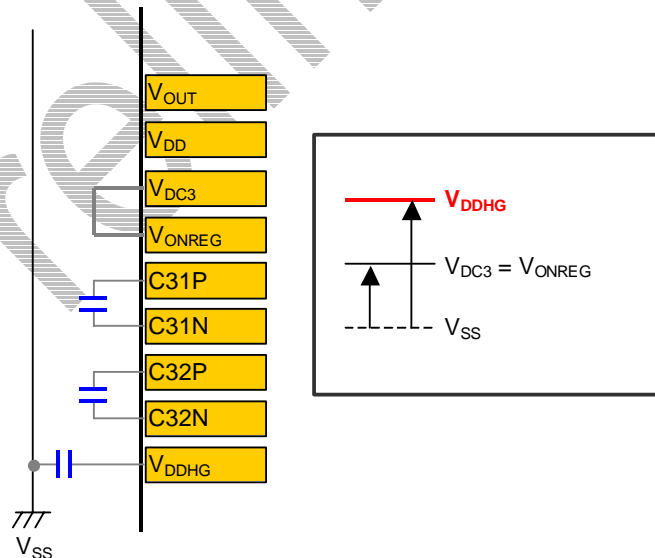 VOUT
VDD
VDC3
VONREG
C31P
C31N
C32P
C32N
VDDHG
VSS
VDDHG
VDC3 = VONREG
VSS